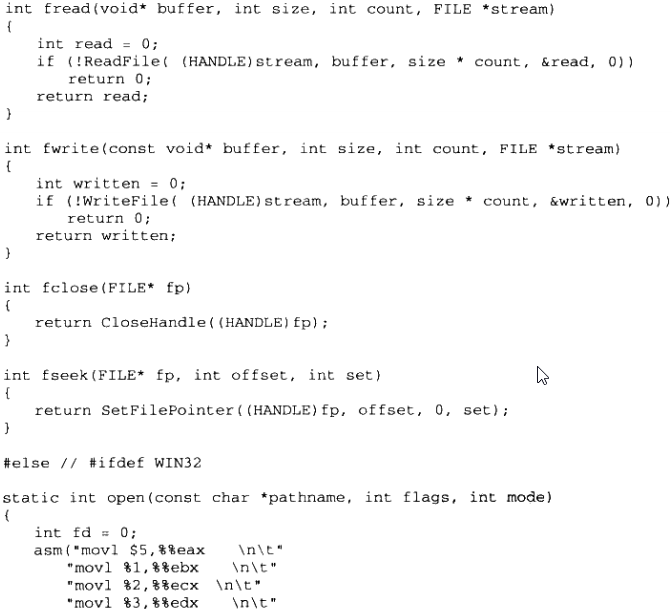 int fread(void* buffer, int size, int count, FILE *stream)
{
    int read = 0;
    if (!ReadFile( (HANDLE)stream, buffer, size * count, &read, 0))
        return 0;
    return read;
}

int fwrite(const void* buffer, int size, int count, FILE *stream)
{
    int written = 0;
    if (!WriteFile( (HANDLE)stream, buffer, size * count, &written, 0))
        return 0;
    return written;
}

int fclose(FILE* fp)
{
    return CloseHandle((HANDLE)fp);
}

int fseek(FILE* fp, int offset, int set)
{
    return SetFilePointer((HANDLE)fp, offset, 0, set);
}

#else // #ifdef WIN32

static int open(const char *pathname, int flags, int mode)
{
    int fd = 0;
    asm("movl $5,%%eax    \n\t"
        "movl %1,%%ebx    \n\t"
        "movl %2,%%ecx  \n\t"
        "movl %3,%%edx    \n\t"